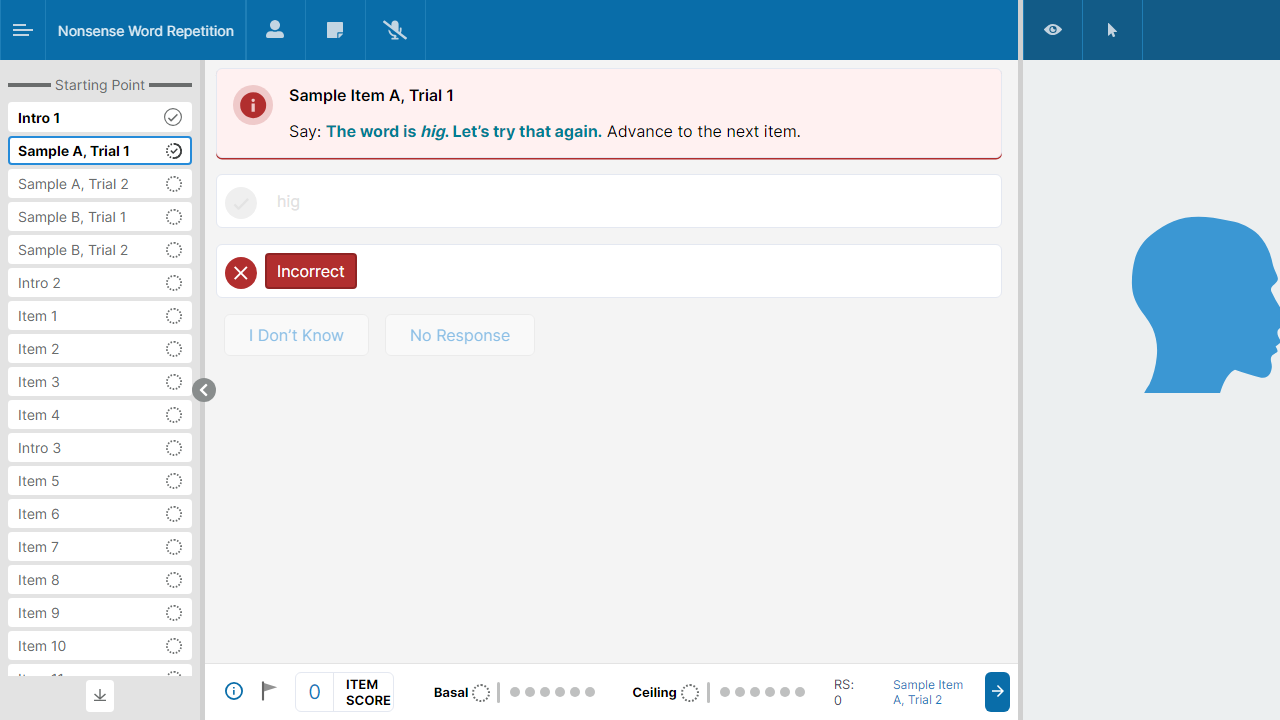 Nonsense Word Repetition
Starting Point
Intro 1
Sample A, Trial 1
Sample A, Trial 2
Sample B, Trial 1
Sample B, Trial 2
Intro 2
Item 1
Item 2
Item 3
Item 4
Intro 3
Item 5
Item 6
Item 7
Item 8
Item 9
Item 10
Sample Item A, Trial 1
Say: The word is hig. Let’s try that again. Advance to the next item.
hig
Incorrect
I Don’t Know
No Response
0
ITEM
SCORE
Basal
Ceiling
RS:
0
Sample Item
A, Trial 2